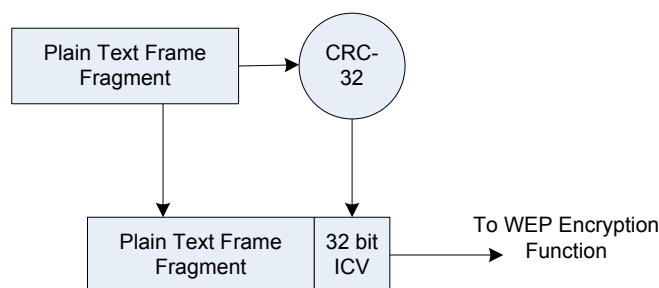 Plain Text Frame
Fragment
CRC-
32
Plain Text Frame
Fragment
32 bit
ICV
To WEP Encryption
Function